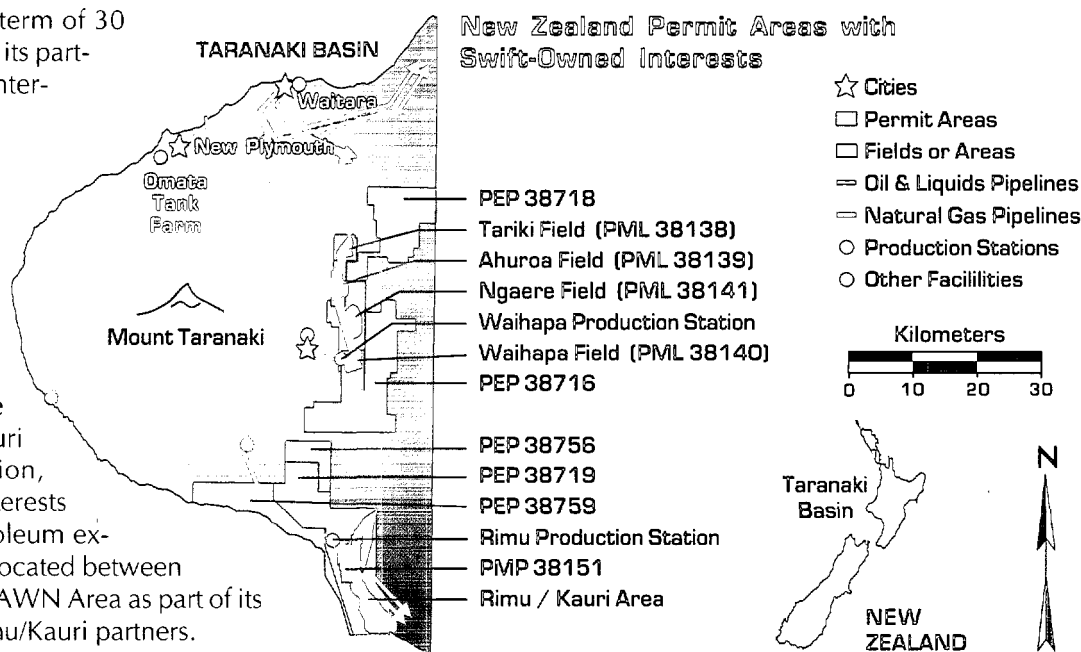 term of 30
its part-
nter-
e
uri
tion,
erests
oleum ex-
ocated between
AWN Area as part of its
nu/Kauri partners.
New Zealand Permit Areas with
Swift-Owned Interests
TARANAKI BASIN
Waitara
New Plymouth
Omata
Tank
Farm
Mount Taranaki
PEP 38718
Tariki Field (PML 38138)
Ahuroa Field (PML 38139)
Ngaere Field (PML 38141)
Waihapa Production Station
Waihapa Field (PML 38140)
PEP 38716
PEP 38756
PEP 38719
PEP 38759
Rimu Production Station
PMP 38151
Rimu / Kauri Area
Cities
Permit Areas
Fields or Areas
Oil & Liquids Pipelines
Natural Gas Pipelines
Production Stations
Other Facililities
Kilometers
0 10 20 30
Taranaki
Basin
N
NEW
ZEALAND